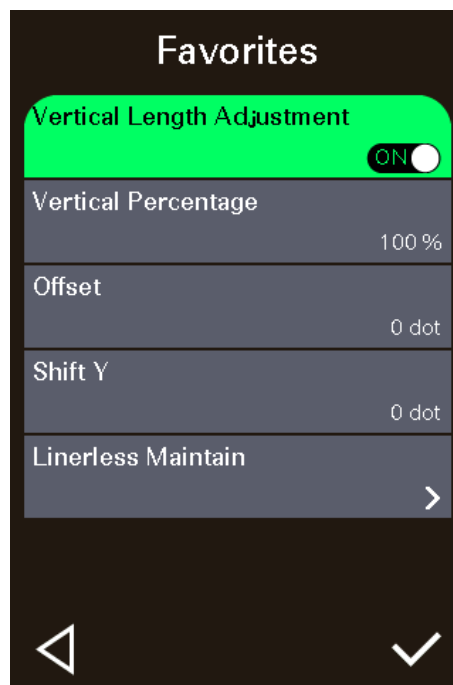 Favorites
Vertical Length Adjustment
ON
Vertical Percentage
100 %
Offset
0 dot
Shift Y
0 dot
Linerless Maintain